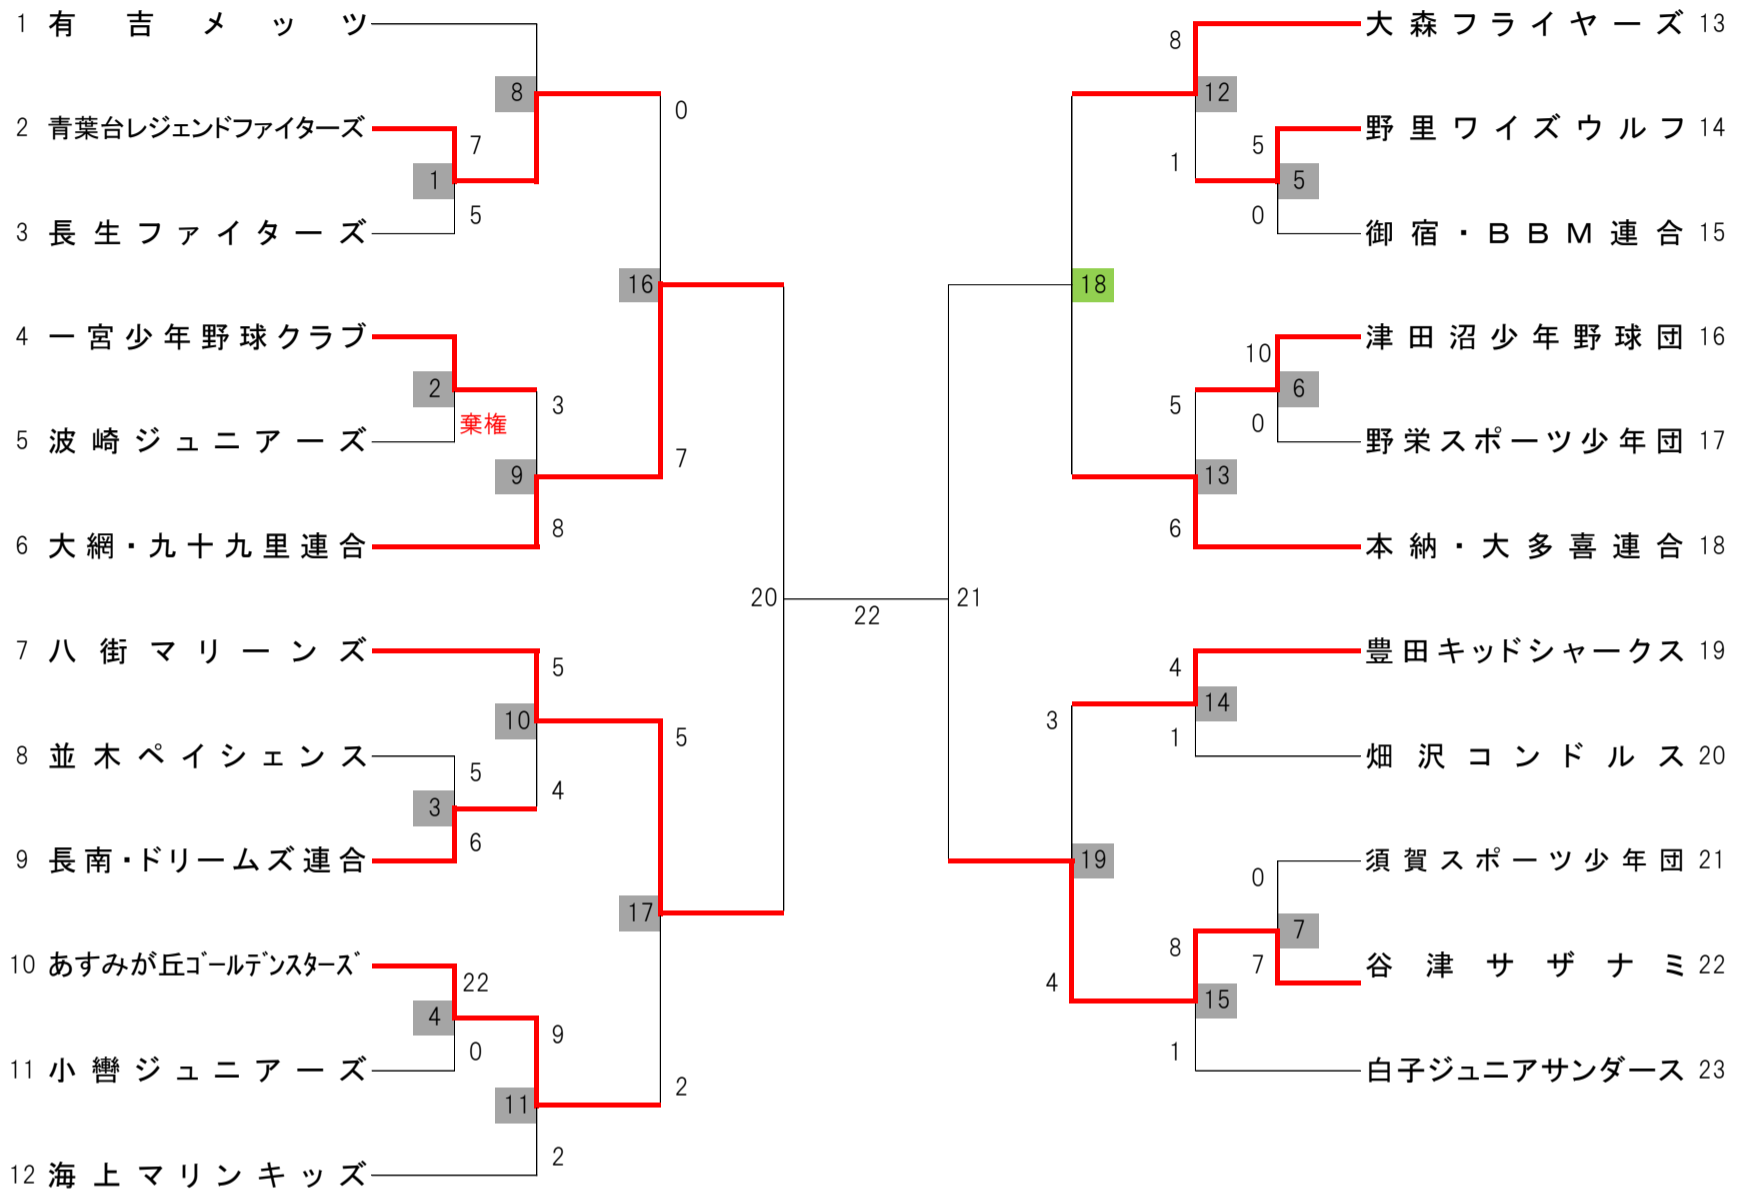 1 有吉メッツ
8
0
2 青葉台レジェンドファイターズ
7
1
5
3 長生ファイターズ
16
4 一宮少年野球クラブ
2
3
棄権
5 波崎ジュニアーズ
9
7
8
6 大網・九十九里連合
20
22
21
7 八街マリーンズ
5
10
5
8 並木ペイシェンス
5
3
4
6
9 長南・ドリームズ連合
17
10 あすみが丘ゴールデンスターズ
22
4
9
0
11 小轡ジュニアーズ
11
2
2
12 海上マリンキッズ
大森フライヤーズ 13
8
12
野里ワイズウルフ 14
5
1
5
0
御宿・BBM連合 15
18
津田沼少年野球団 16
10
6
5
0
野栄スポーツ少年団 17
13
6
本納・大多喜連合 18
豊田キッドシャークス 19
4
14
3
1
畑沢コンドルス 20
19
須賀スポーツ少年団 21
0
7
8
7
谷津サザナミ 22
4
15
1
白子ジュニアサンダース 23